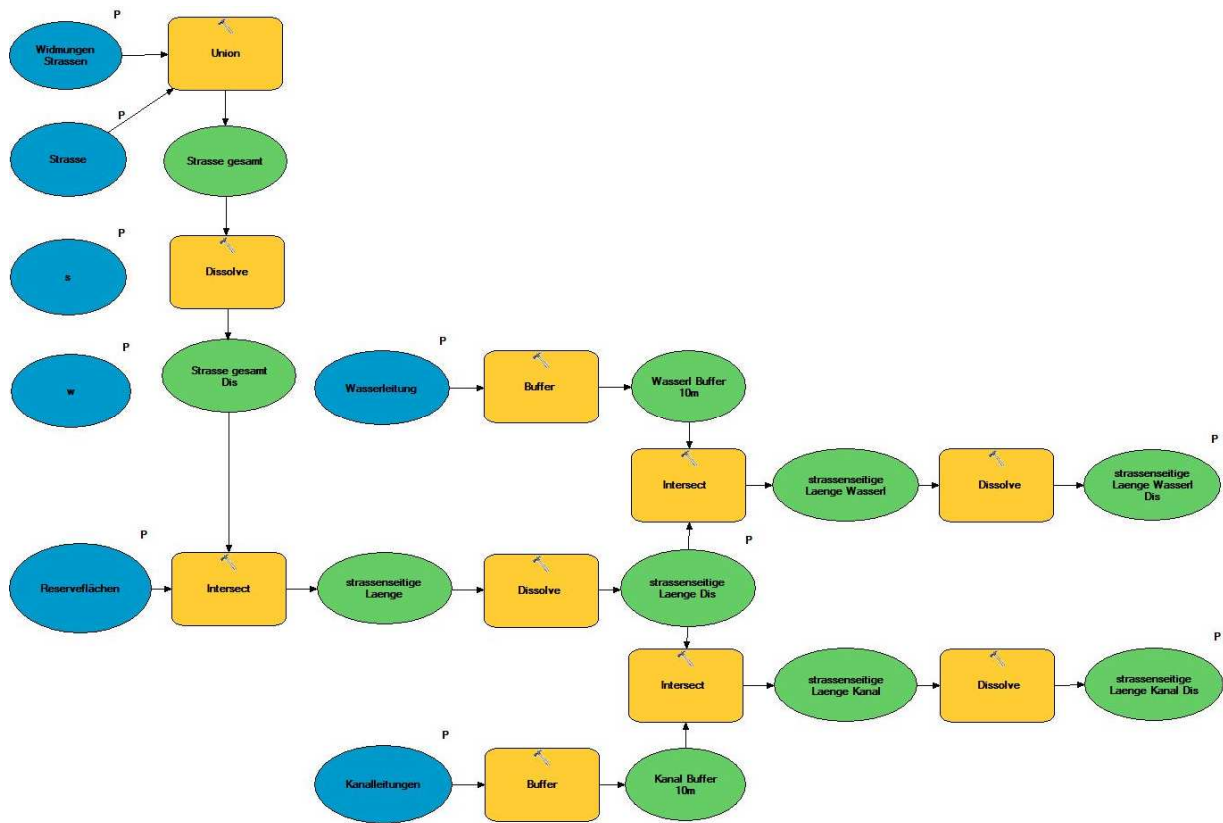 P
Widmungen
Strassen
Union
P
Strasse
Strasse gesamt
P
s
Dissolve
P
w
Strasse gesamt
Dis
P
Wasserleitung
Buffer
Wasserl Buffer
10m
Intersect
strassenseitige
Laenge Wasserl
Dissolve
P
strassenseitige
Laenge Wasserl
Dis
P
Reserveflächen
Intersect
strassenseitige
Laenge
Dissolve
P
strassenseitige
Laenge Dis
Intersect
strassenseitige
Laenge Kanal
Dissolve
P
strassenseitige
Laenge Kanal Dis
P
Kanalleitungen
Buffer
Kanal Buffer
10m